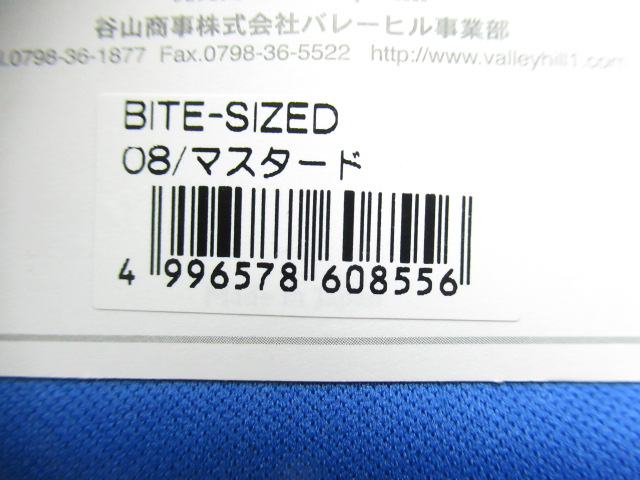 谷山商事株式会社バレーヒル事業部
.0798-36-1877 Fax.0798-36-5522 http://www.valleyhill1.com
BITE-SIZED
08/マスタード
4 996578 608556